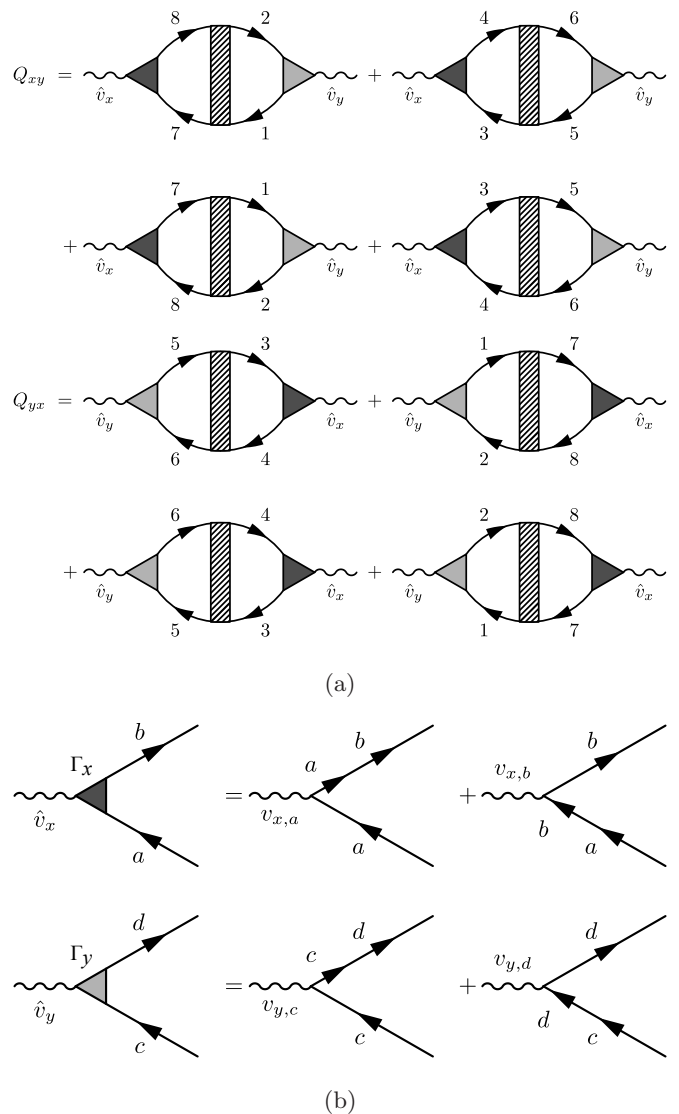 8 2 4 6
Q_{xy} = + 
\hat{v}_x \hat{v}_y \hat{v}_x \hat{v}_y
7 1 3 5
7 1 3 5
+ +
\hat{v}_x \hat{v}_y \hat{v}_x \hat{v}_y
8 2 4 6
5 3 1 7
Q_{yx} = +
\hat{v}_y \hat{v}_x \hat{v}_y \hat{v}_x
6 4 2 8
6 4 2 8
+ +
\hat{v}_y \hat{v}_x \hat{v}_y \hat{v}_x
5 3 1 7
(a)
b b b
Γ_x a v_{x,b}
= +
\hat{v}_x v_{x,a} b a
a a
d d d
Γ_y c v_{y,d}
= +
\hat{v}_y v_{y,c} d c
c c
(b)